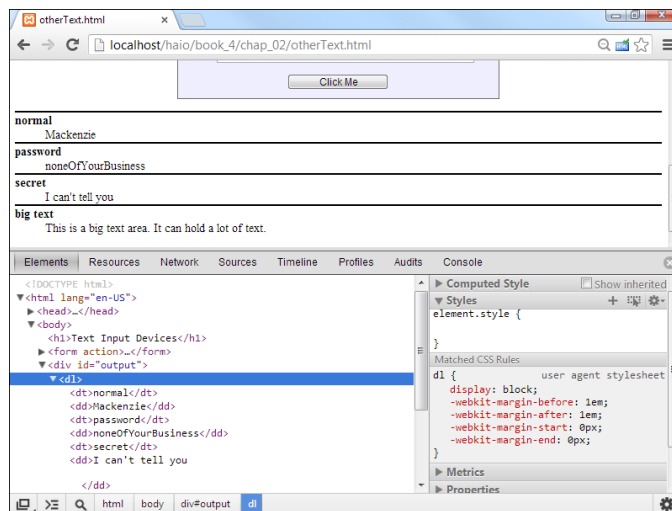 otherText.html
localhost/haio/book_4/chap_02/otherText.html
Click Me
normal
Mackenzie
password
noneOfYourBusiness
secret
I can't tell you
big text
This is a big text area. It can hold a lot of text.
Elements Resources Network Sources Timeline Profiles Audits Console
<!DOCTYPE html>
<html lang="en-US">
<head>…</head>
<body>
<h1>Text Input Devices</h1>
<form action>…</form>
<div id="output">
<dl>
<dt>normal</dt>
<dd>Mackenzie</dd>
<dt>password</dt>
<dd>noneOfYourBusiness</dd>
<dt>secret</dt>
<dd>I can't tell you
</dd>
Computed Style Show inherited
Styles
element.style {
}
Matched CSS Rules
dl { user agent stylesheet
display: block;
-webkit-margin-before: 1em;
-webkit-margin-after: 1em;
-webkit-margin-start: 0px;
-webkit-margin-end: 0px;
}
Metrics
Properties
html body div#output dl